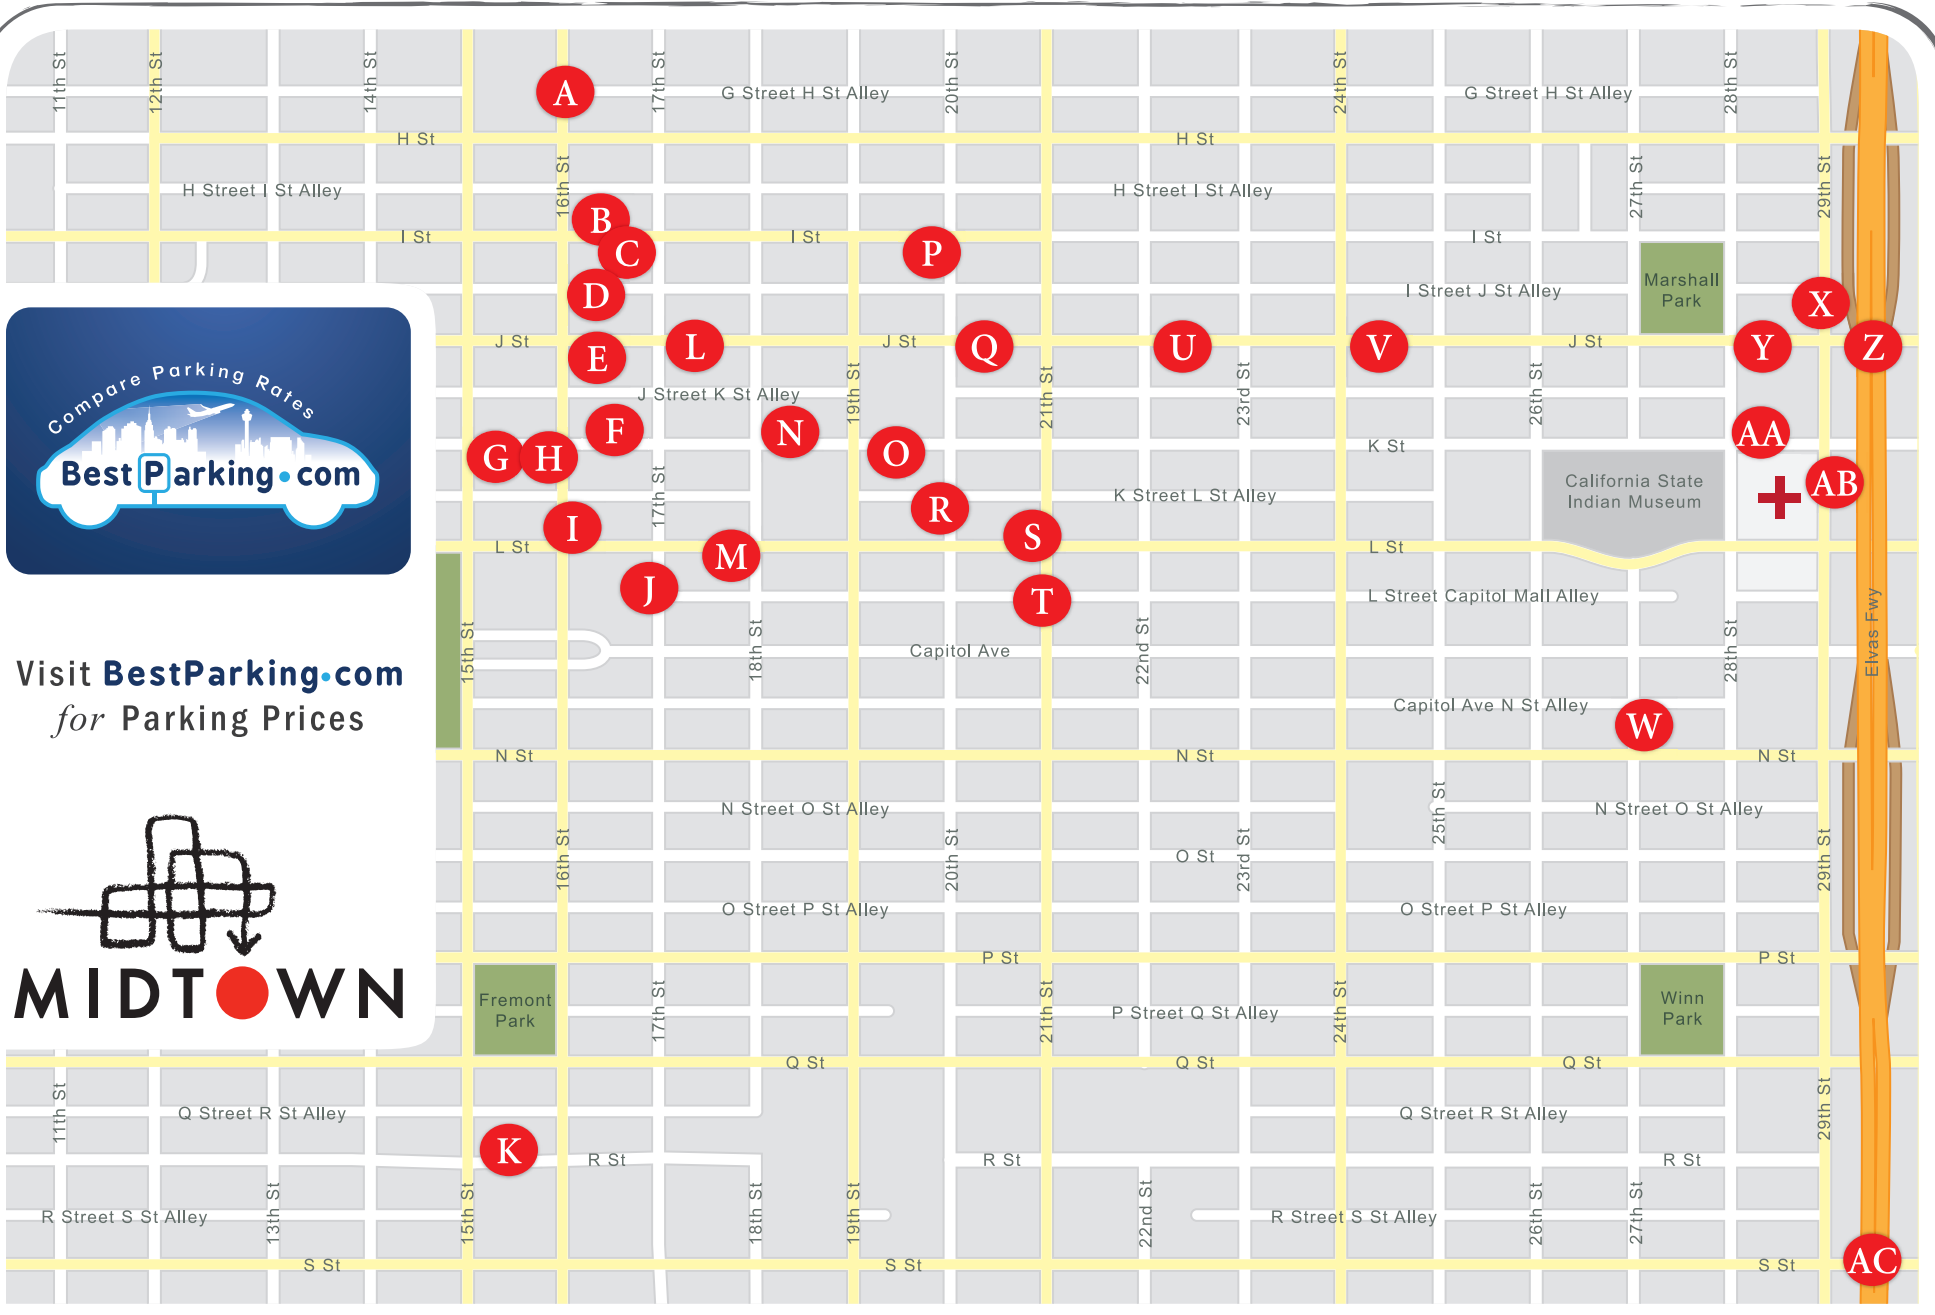 11th St
12th St
14th St
17th St
20th St
24th St
28th St
A
G Street H St Alley
G Street H St Alley
H St
H St
16th St
27th St
29th St
H Street I St Alley
H Street I St Alley
B
I St
I St
I St
C
P
D
I Street J St Alley
Marshall
Park
X
J St
E
L
J St
Q
U
V
J St
Y
Z
Compare Parking Rates
19th St
21th St
23rd St
26th St
J Street K St Alley
F
N
O
K St
AA
G
H
Best Parking.com
17th St
R
K Street L St Alley
California State
Indian Museum
AB
I
S
L St
M
L St
J
T
L Street Capitol Mall Alley
Elvas Fwy
15th St
18th St
Capitol Ave
22nd St
28th St
Visit BestParking.com
for Parking Prices
Capitol Ave N St Alley
W
N St
N St
N St
N Street O St Alley
25th St
N Street O St Alley
16th St
20th St
O St
23rd St
29th St
O Street P St Alley
O Street P St Alley
P St
P St
MIDTOWN
Fremont
Park
17th St
21th St
P Street Q St Alley
24th St
Winn
Park
Q St
Q St
Q St
11th St
Q Street R St Alley
Q Street R St Alley
29th St
K
R St
R St
R St
R Street S St Alley
13th St
15th St
18th St
19th St
22nd St
R Street S St Alley
26th St
27th St
S St
S St
S St
AC